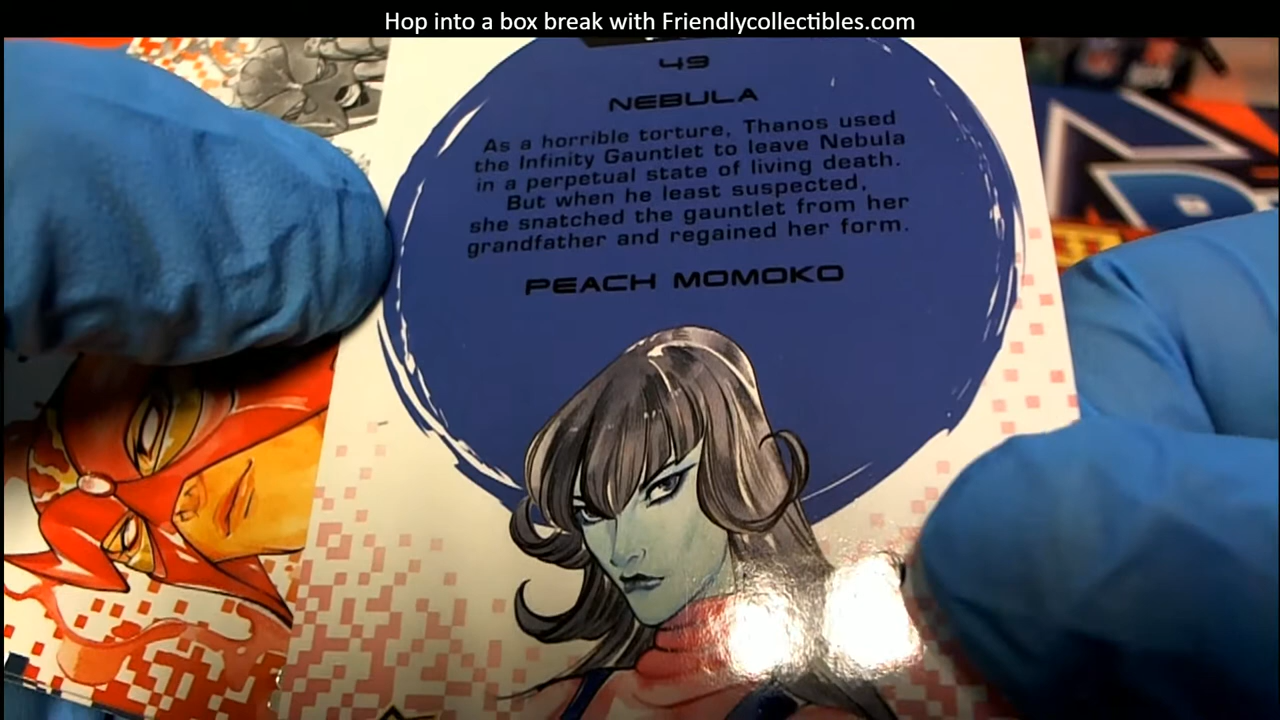 Hop into a box break with Friendlycollectibles.com
49
NEBULA
As a horrible torture, Thanos used
the Infinity Gauntlet to leave Nebula
in a perpetual state of living death.
But when he least suspected,
she snatched the gauntlet from her
grandfather and regained her form.
PEACH MOMOKO